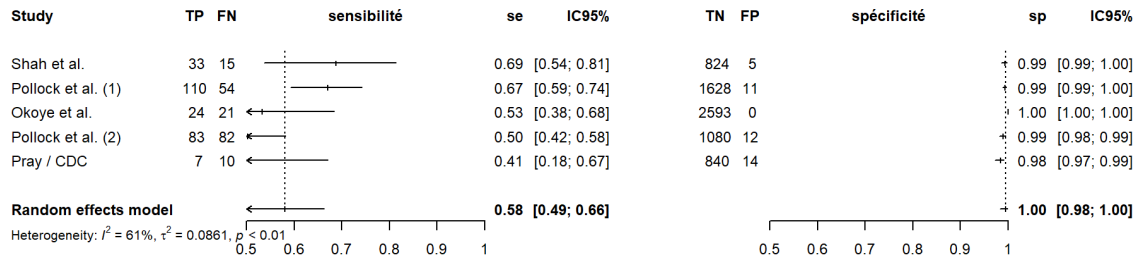 Study TP FN sensibilité se IC95% TN FP spécificité sp IC95%
Shah et al. 33 15 0.69 [0.54; 0.81] 824 5 0.99 [0.99; 1.00]
Pollock et al. (1) 110 54 0.67 [0.59; 0.74] 1628 11 0.99 [0.99; 1.00]
Okoye et al. 24 21 0.53 [0.38; 0.68] 2593 0 1.00 [1.00; 1.00]
Pollock et al. (2) 83 82 0.50 [0.42; 0.58] 1080 12 0.99 [0.98; 0.99]
Pray / CDC 7 10 0.41 [0.18; 0.67] 840 14 0.98 [0.97; 0.99]
Random effects model 0.58 [0.49; 0.66] 1.00 [0.98; 1.00]
Heterogeneity: I² = 61%, τ² = 0.0861, p < 0.01
0.5 0.6 0.7 0.8 0.9 1 0.5 0.6 0.7 0.8 0.9 1